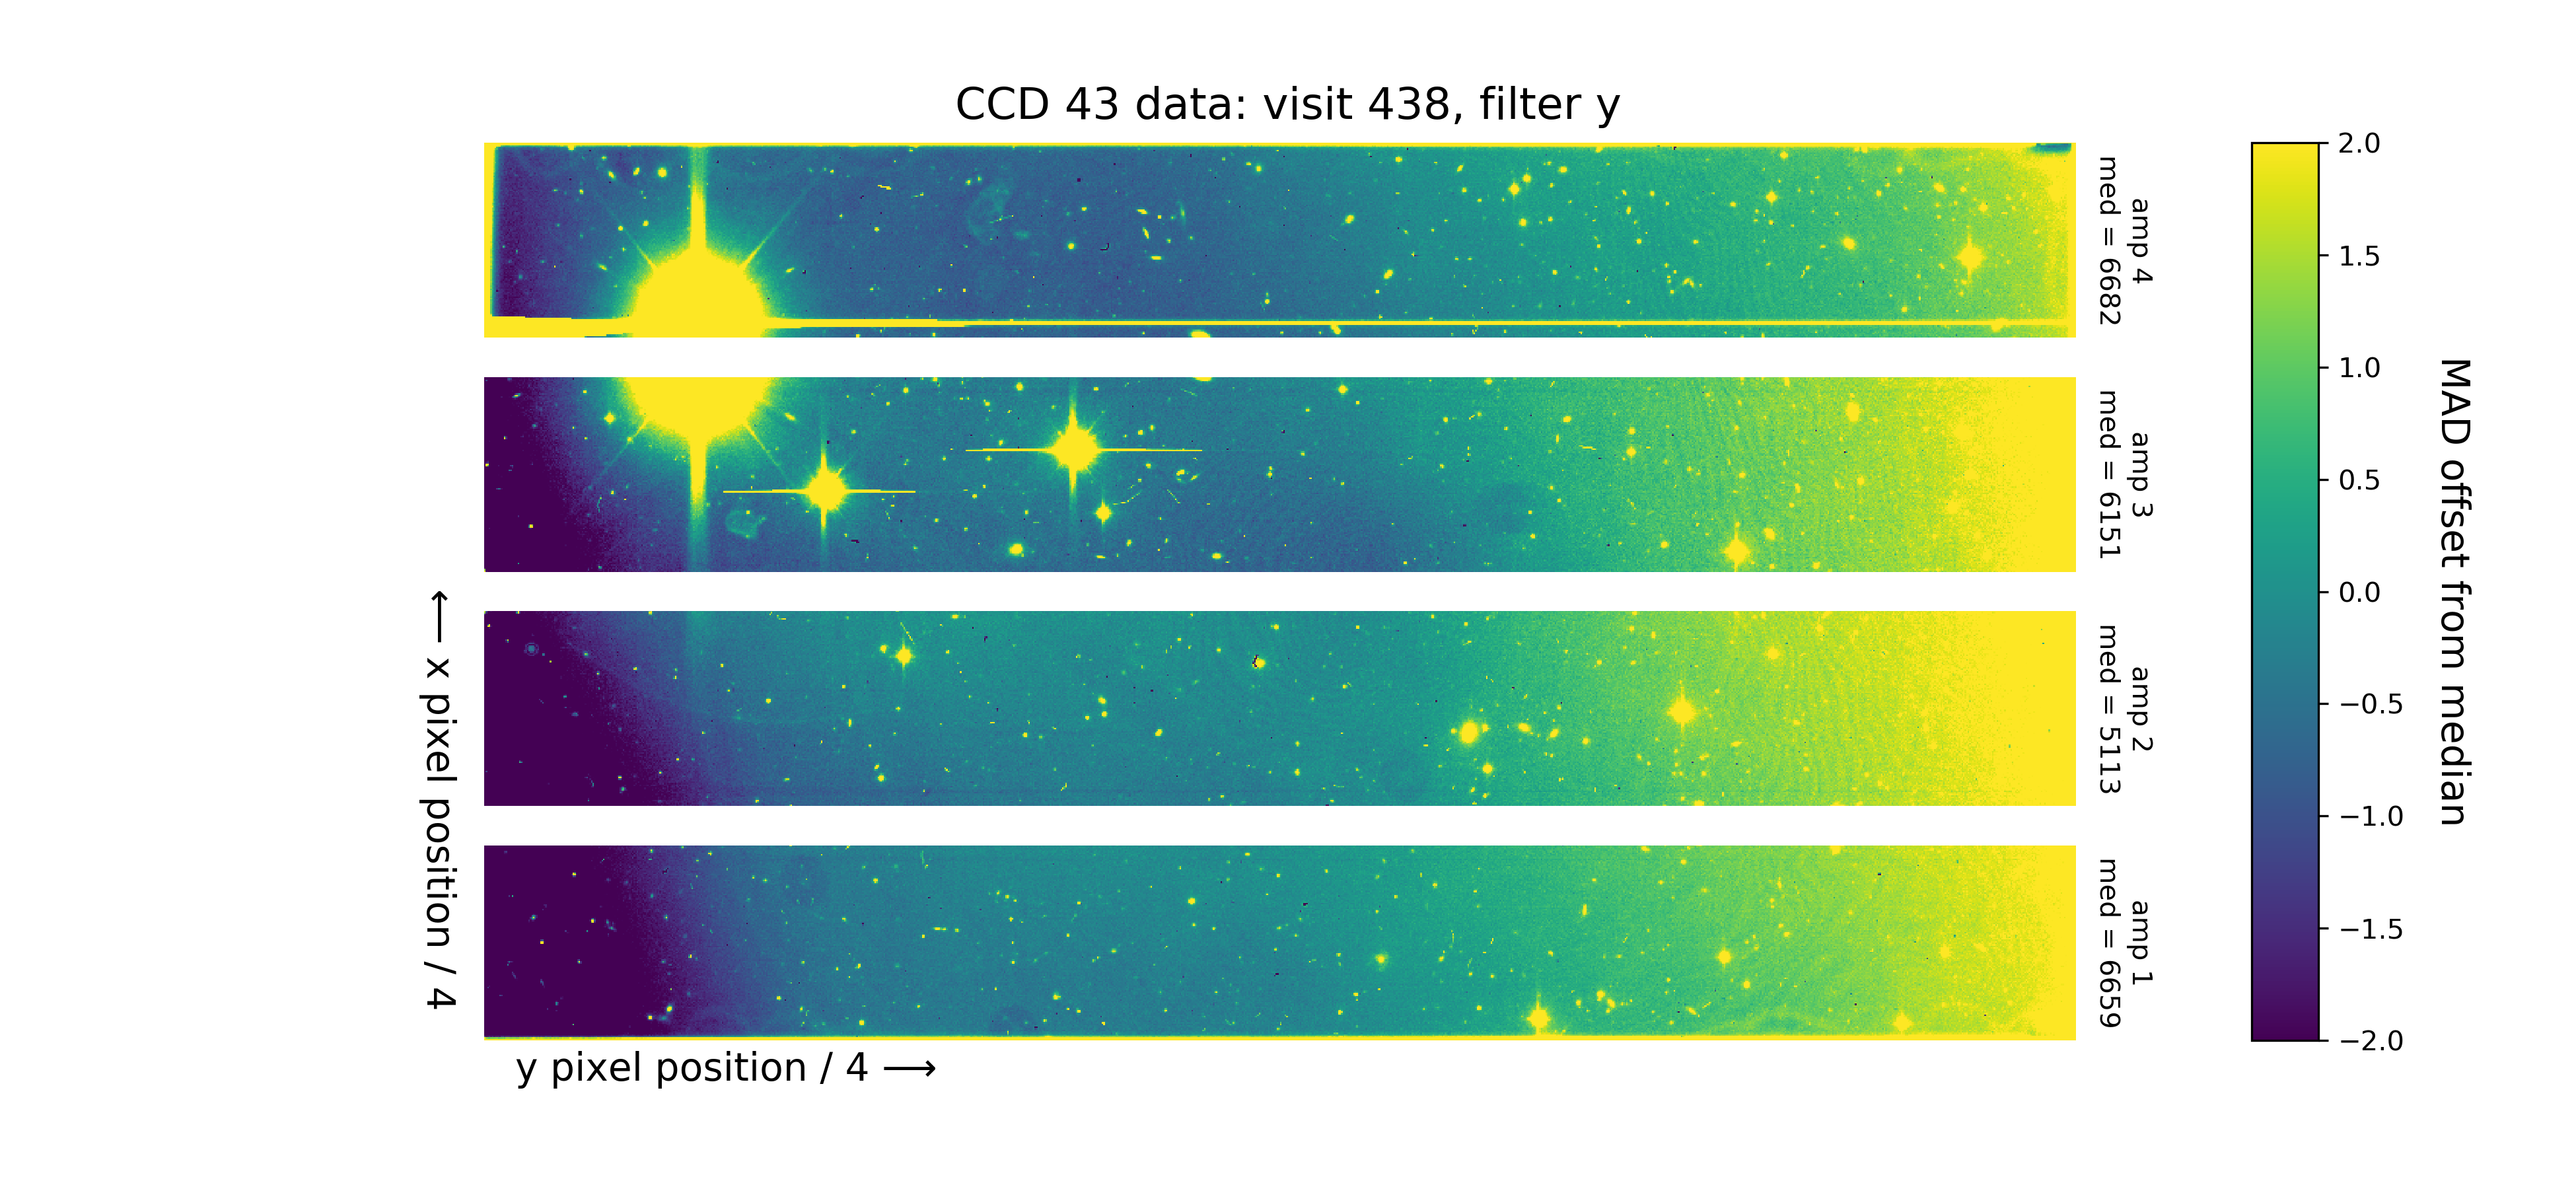 CCD 43 data: visit 438, filter y
amp 4
med = 6682
amp 3
med = 6151
amp 2
med = 5113
amp 1
med = 6659
x pixel position / 4 ⟶
y pixel position / 4 ⟶
2.0
1.5
1.0
0.5
0.0
−0.5
−1.0
−1.5
−2.0
MAD offset from median